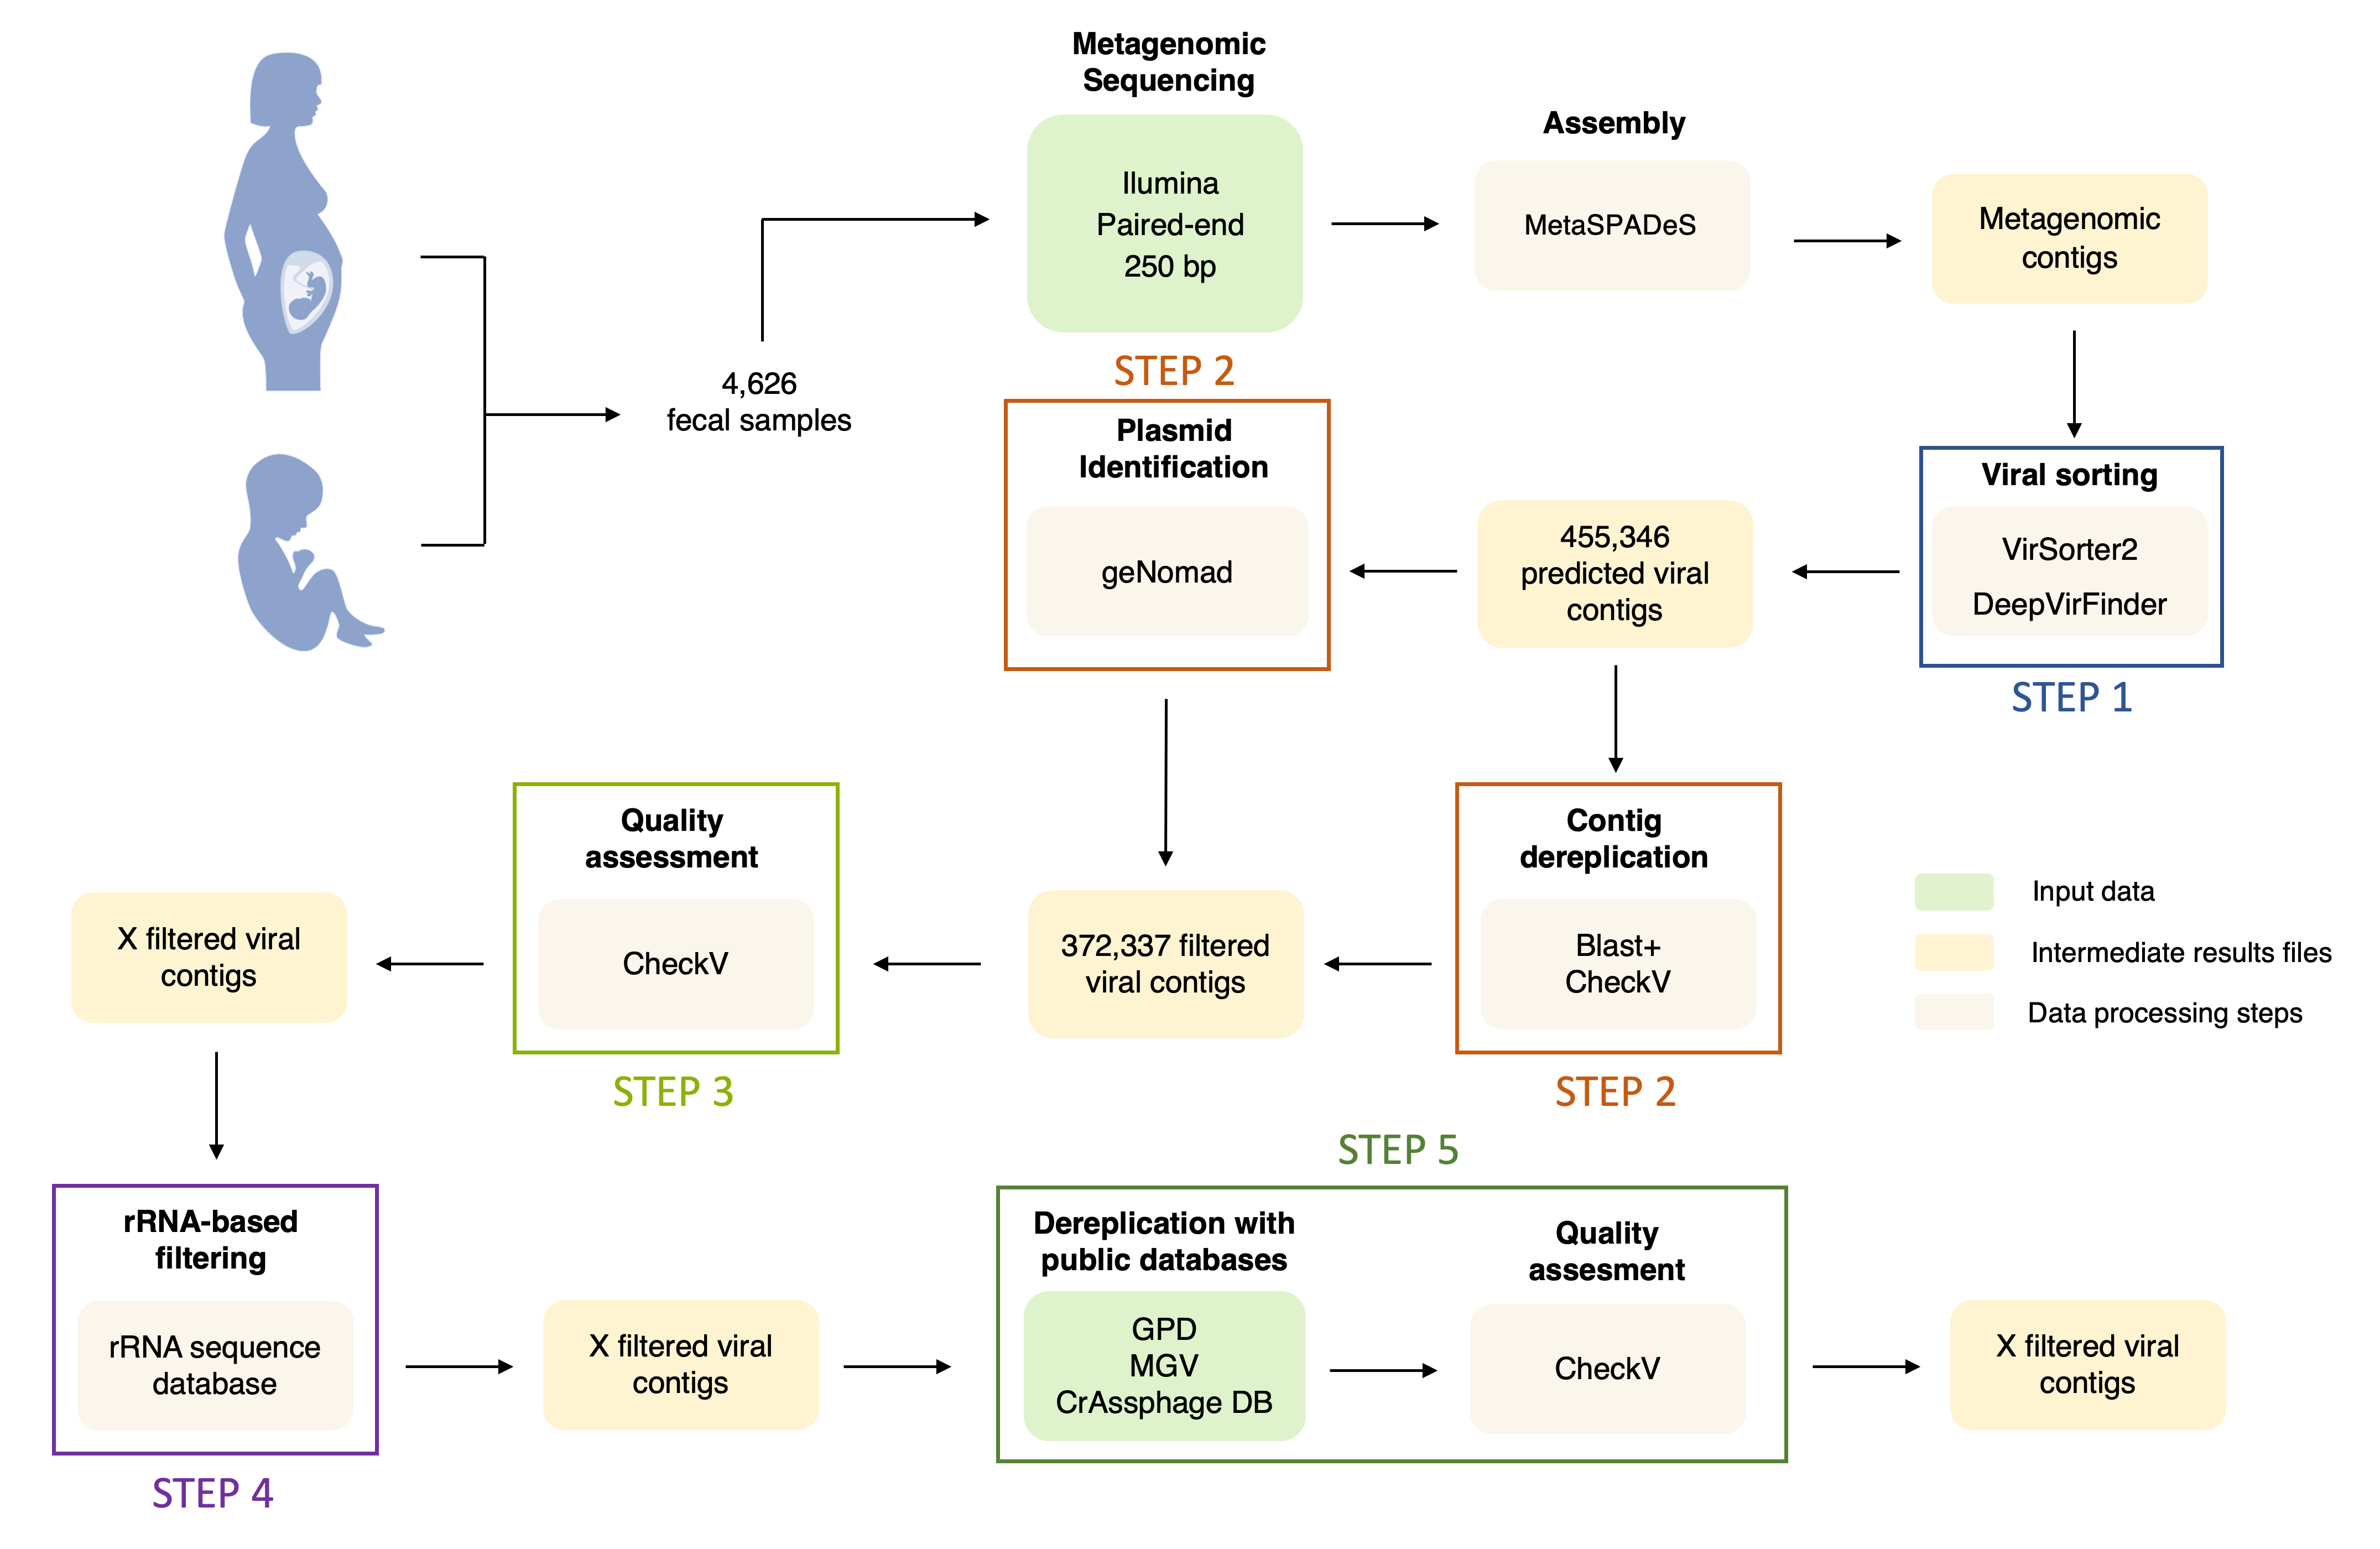 Metagenomic
Sequencing
Ilumina
Paired-end
250 bp
Assembly
MetaSPADeS
Metagenomic
contigs
4,626
fecal samples
STEP 2
Plasmid
Identification
geNomad
455,346
predicted viral
contigs
Viral sorting
VirSorter2
DeepVirFinder
STEP 1
Quality
assessment
CheckV
STEP 3
X filtered viral
contigs
372,337 filtered
viral contigs
Contig
dereplication
Blast+
CheckV
STEP 2
Input data
Intermediate results files
Data processing steps
rRNA-based
filtering
rRNA sequence
database
STEP 4
X filtered viral
contigs
STEP 5
Dereplication with
public databases
GPD
MGV
CrAssphage DB
Quality
assesment
CheckV
X filtered viral
contigs